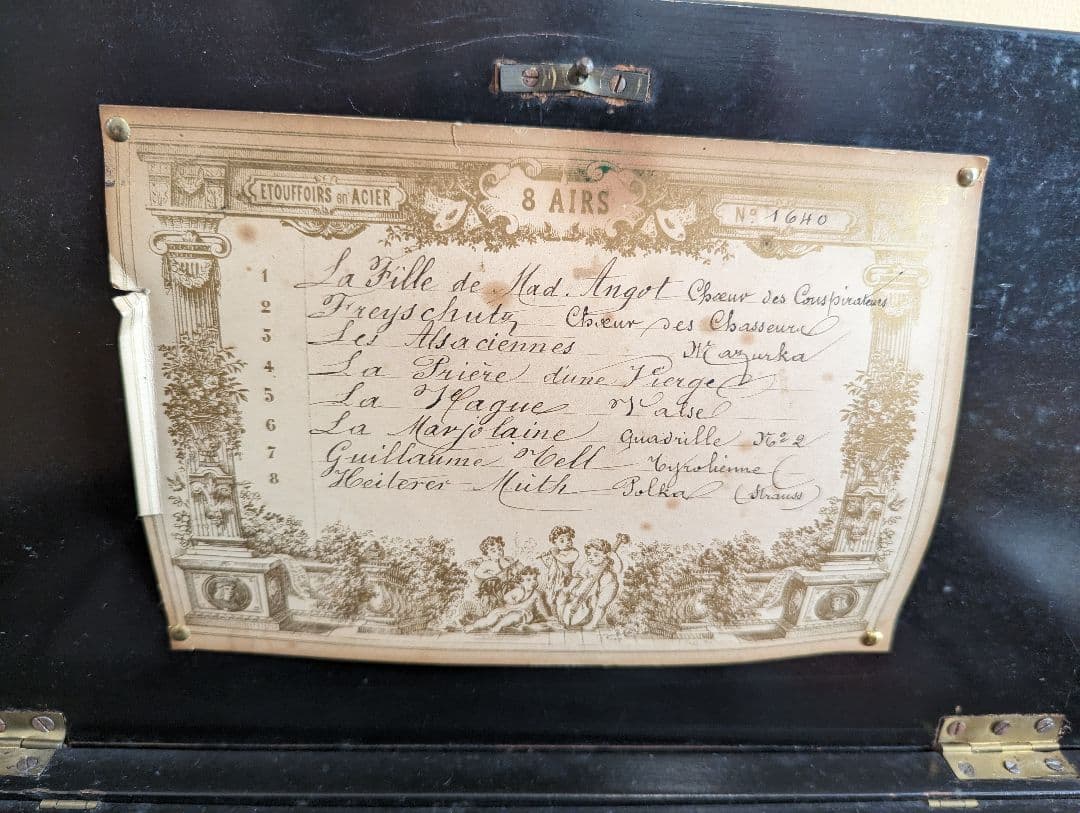 ETOUFFOIRS en ACIER
8 AIRS
Nº 1640
1 La Fille de Mad. Angot Chœur des Conspirateurs
2 Freyschutz Chœur des Chasseurs
3 Les Alsaciennes Mazurka
4 La Priere d'une Vierge
5 La Vague Valse
6 La Marjolaine Quadrille Nº 2
7 Guillaume Tell Tyrolienne
8 Heiterer Muth Polka (Strauss)